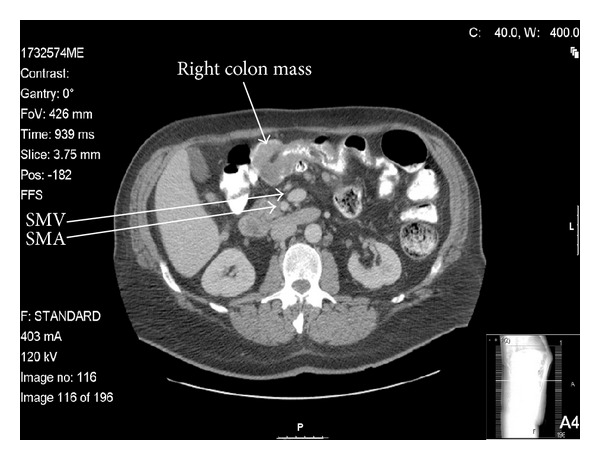 C: 40.0, W: 400.0
1732574ME
Contrast:
Gantry: 0°
FoV: 426 mm
Time: 939 ms
Slice: 3.75 mm
Pos: -182
FFS
Right colon mass
SMV
SMA
L
F: STANDARD
403 mA
120 kV
Image no: 116
Image 116 of 196
P
1
A
F
196
A4